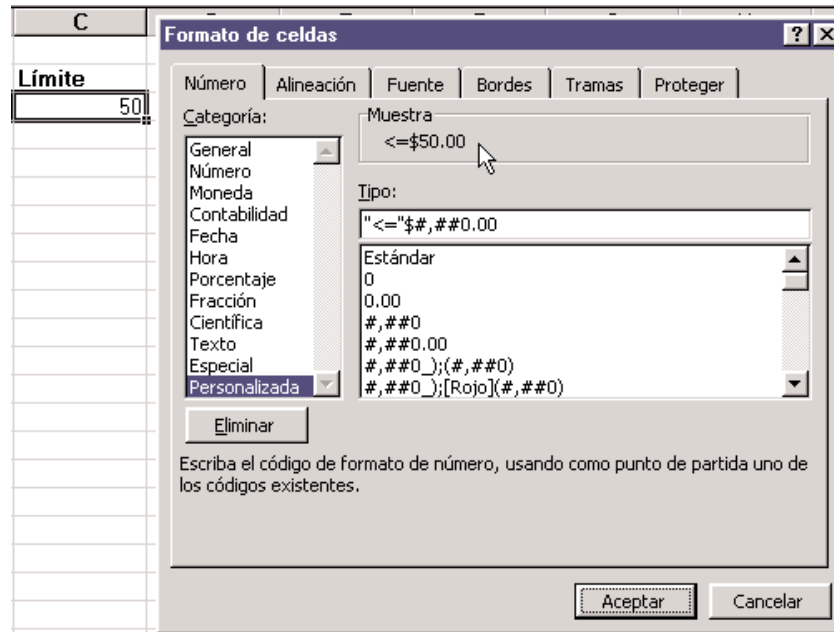 C
Formato de celdas
Límite
50
Número Alineación Fuente Bordes Tramas Proteger
Categoría:
General
Número
Moneda
Contabilidad
Fecha
Hora
Porcentaje
Fracción
Científica
Texto
Especial
Personalizada
Muestra
<=$50.00
Tipo:
"<="$#,##0.00
Estándar
0
0.00
#,##0
#,##0.00
#,##0_);(#,##0)
#,##0_);[Rojo](#,##0)
Eliminar
Escriba el código de formato de número, usando como punto de partida uno de
los códigos existentes.
Aceptar Cancelar